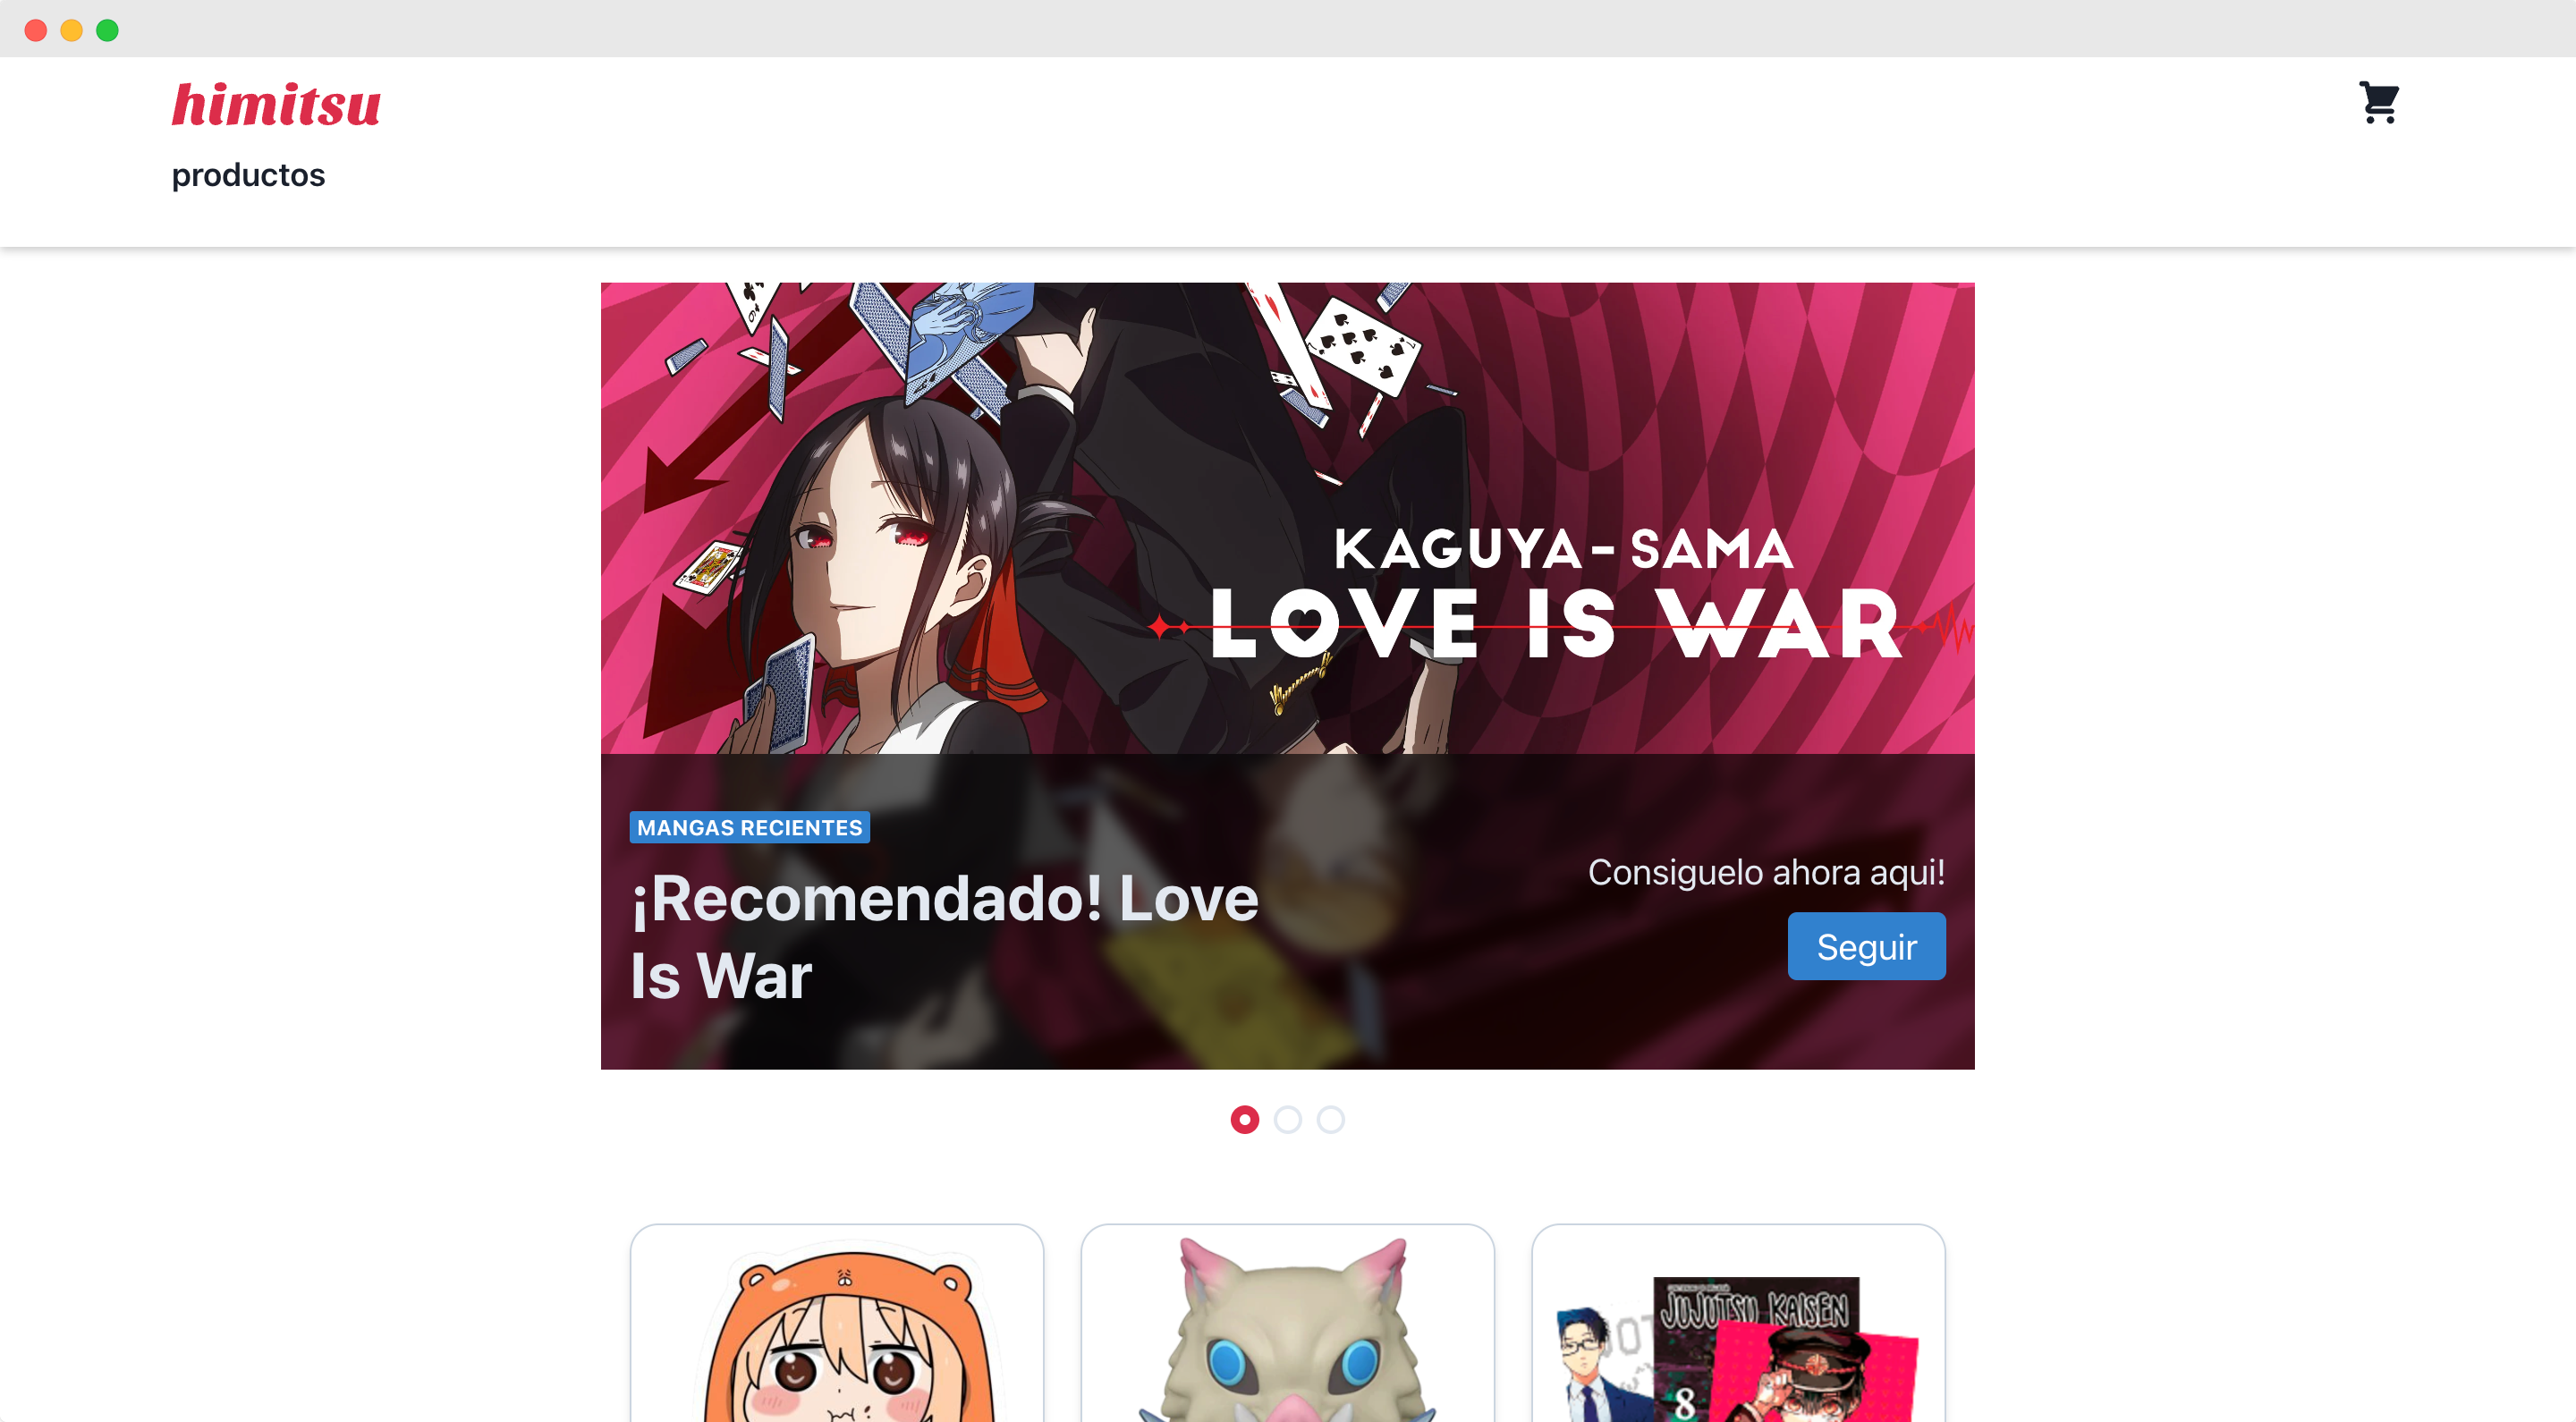 himitsu
productos
KAGUYA-SAMA
LOVE IS WAR
MANGAS RECIENTES
¡Recomendado! Love
Is War
Consiguelo ahora aqui!
Seguir
JUJUTSU KAISEN
8